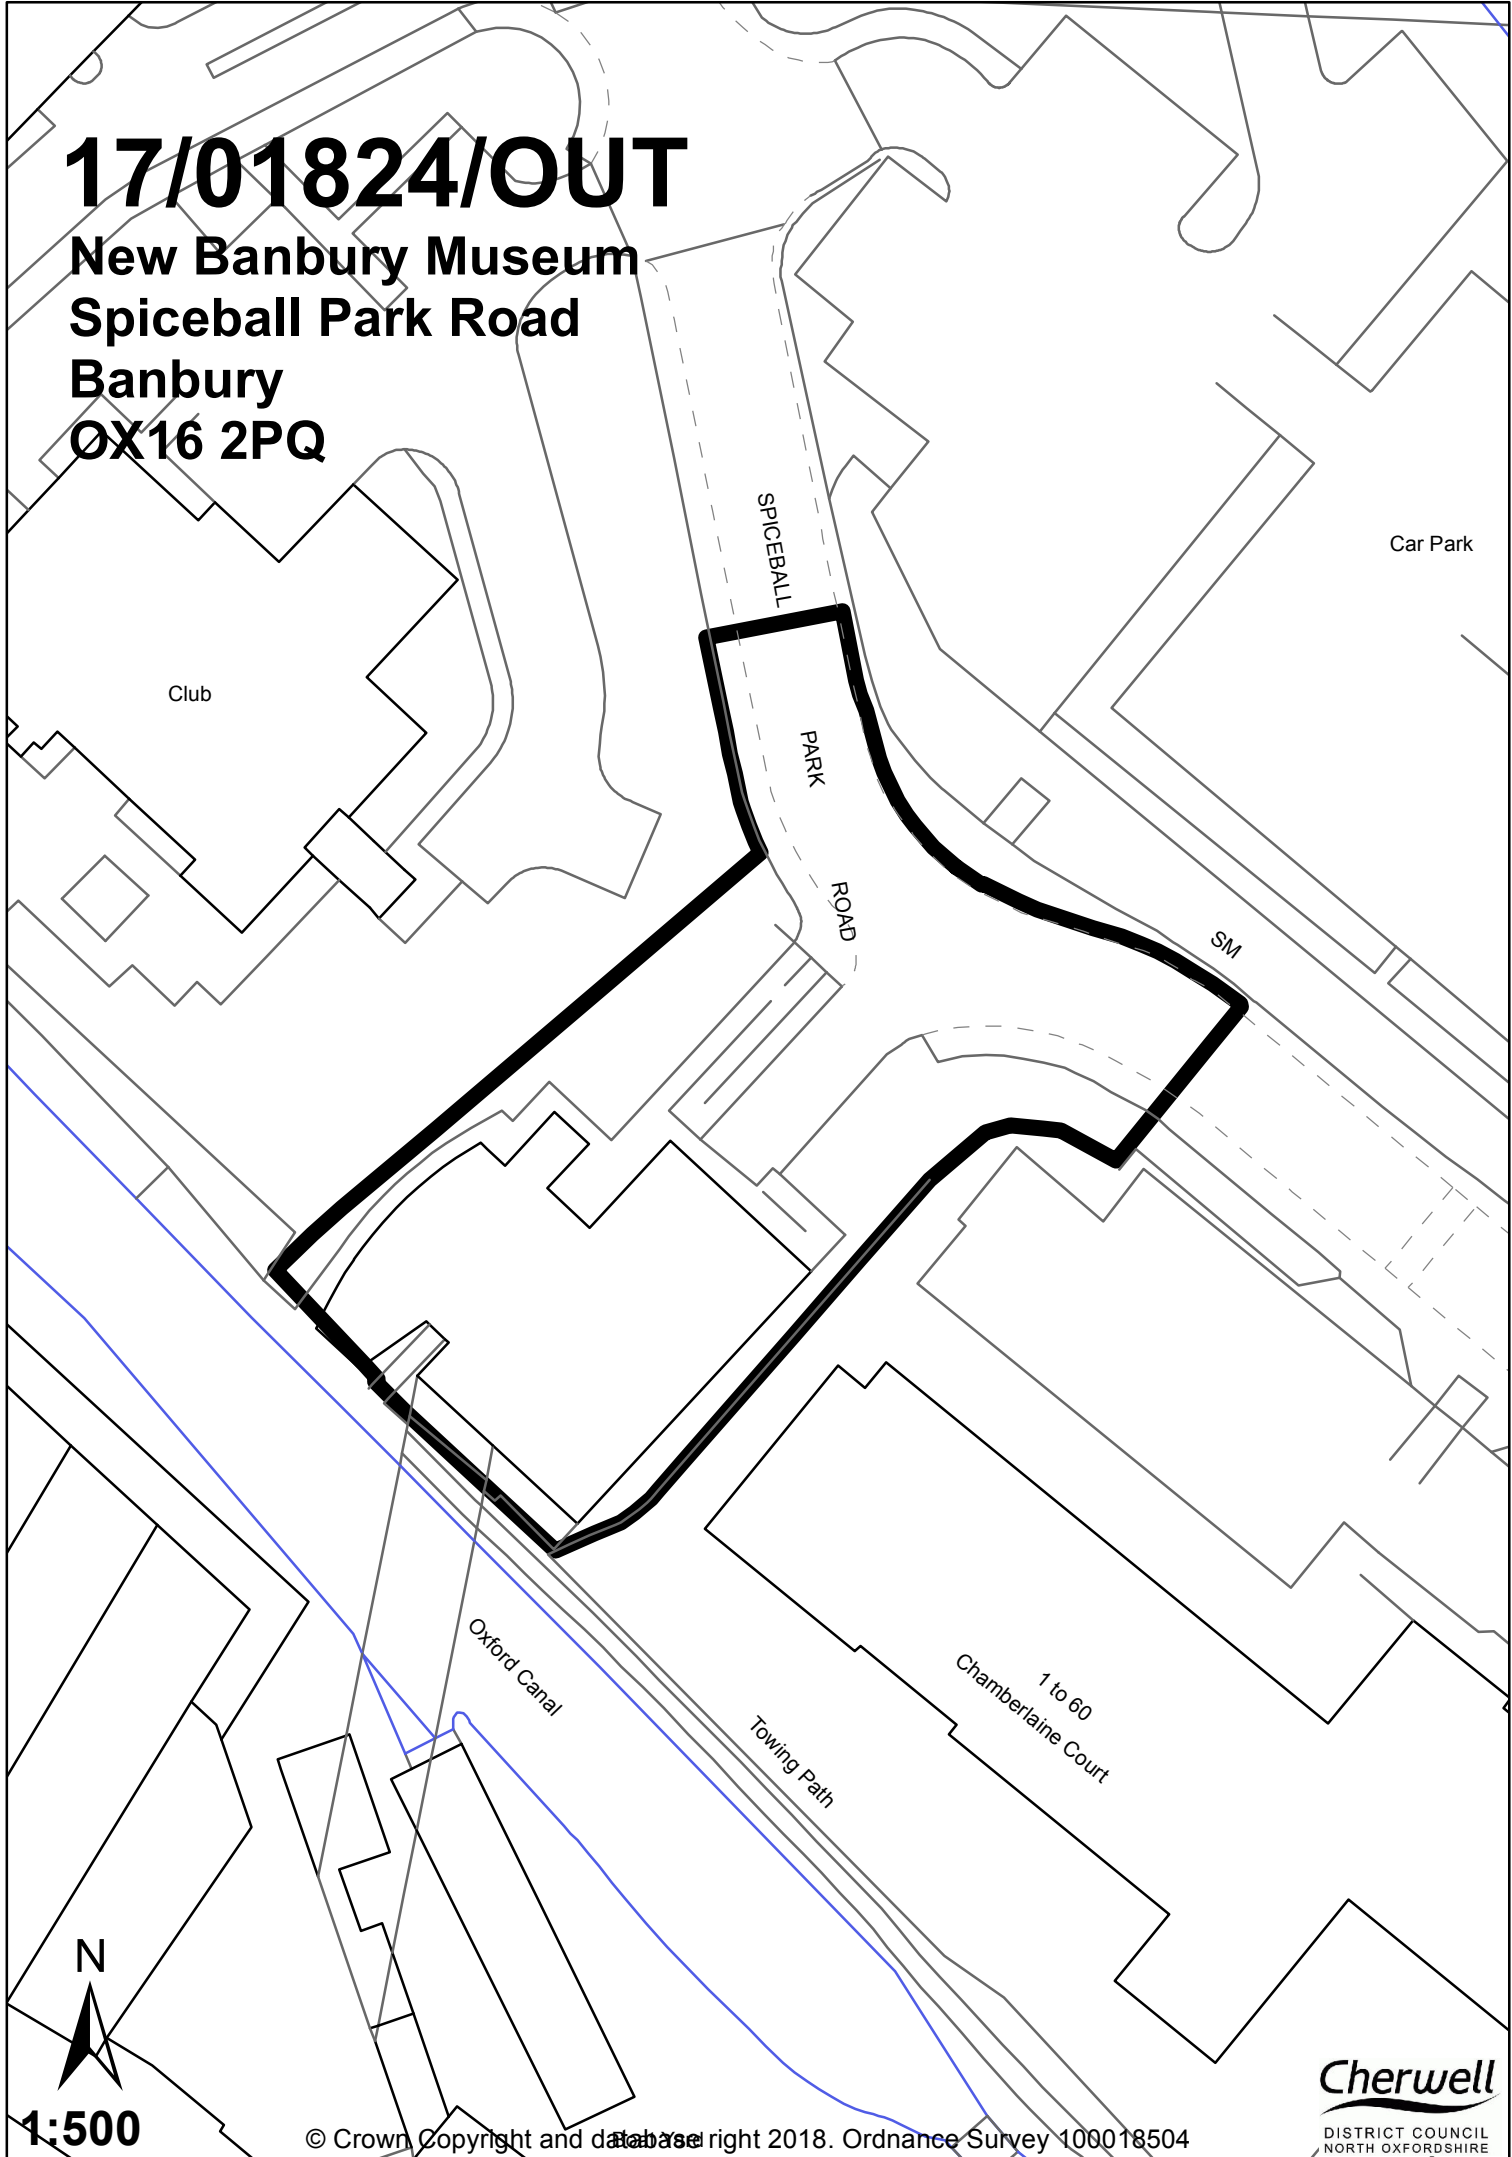 17/01824/OUT
New Banbury Museum
Spiceball Park Road
Banbury
OX16 2PQ
SPICEBALL
Car Park
Club
PARK
ROAD
SM
Oxford Canal
Towing Path
1 to 60
Chamberlaine Court
N
1:500
© Crown Copyright and database right 2018. Ordnance Survey 100018504
Boat Yard
Cherwell
DISTRICT COUNCIL
NORTH OXFORDSHIRE